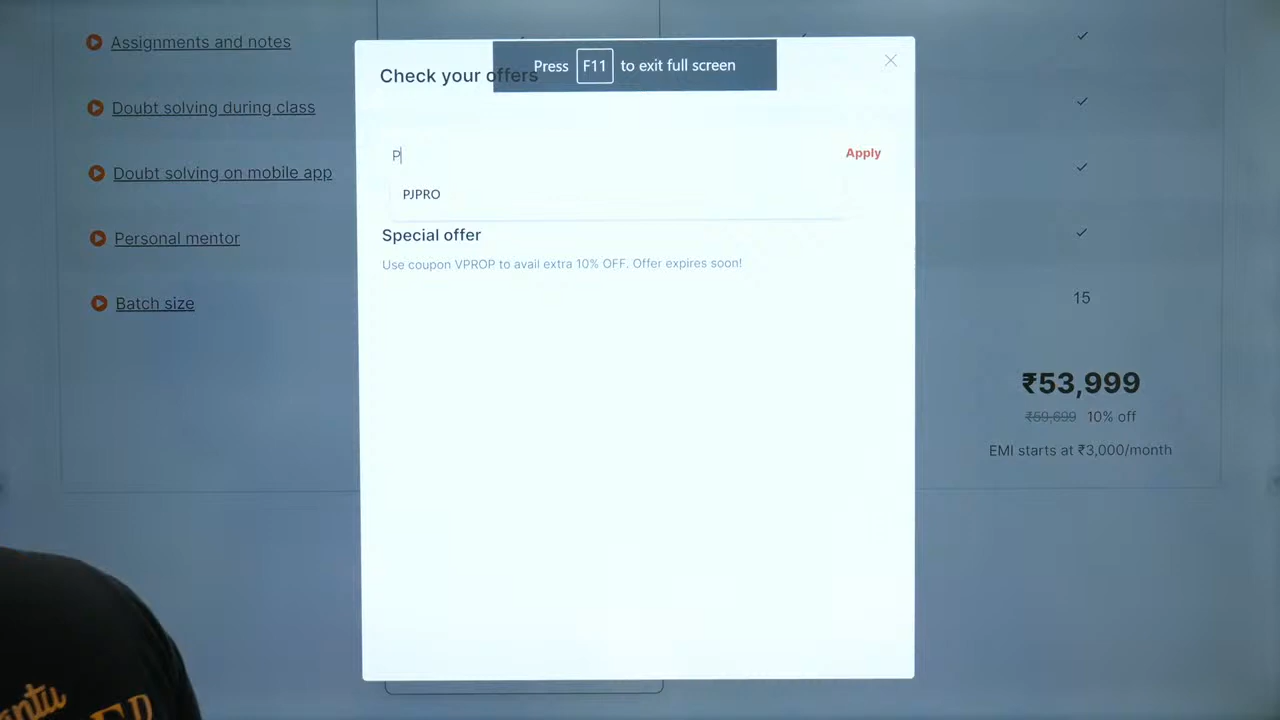 Assignments and notes
Doubt solving during class
Doubt solving on mobile app
Personal mentor
Batch size
Check your offers
Press F11 to exit full screen
P
Apply
PJPRO
Special offer
Use coupon VPROP to avail extra 10% OFF. Offer expires soon!
15
₹53,999
₹59,699 10% off
EMI starts at ₹3,000/month